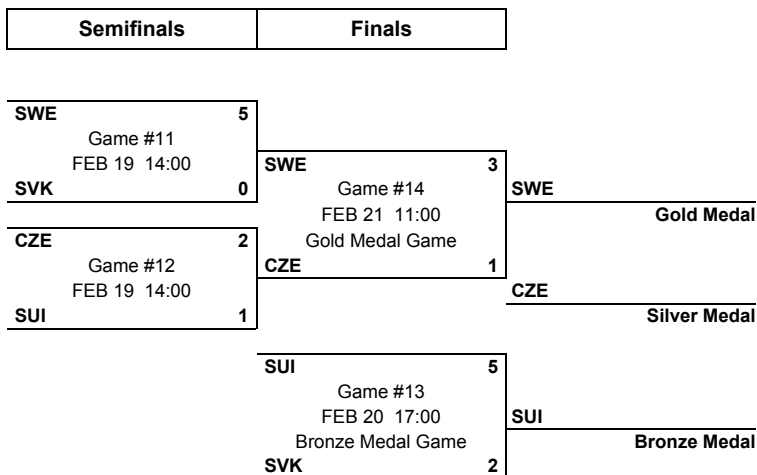 Semifinals Finals
SWE 5
Game #11
FEB 19 14:00
SVK 0
CZE 2
Game #12
FEB 19 14:00
SUI 1
SWE 3
Game #14
FEB 21 11:00
Gold Medal Game
CZE 1
SUI 5
Game #13
FEB 20 17:00
Bronze Medal Game
SVK 2
SWE
Gold Medal
CZE
Silver Medal
SUI
Bronze Medal